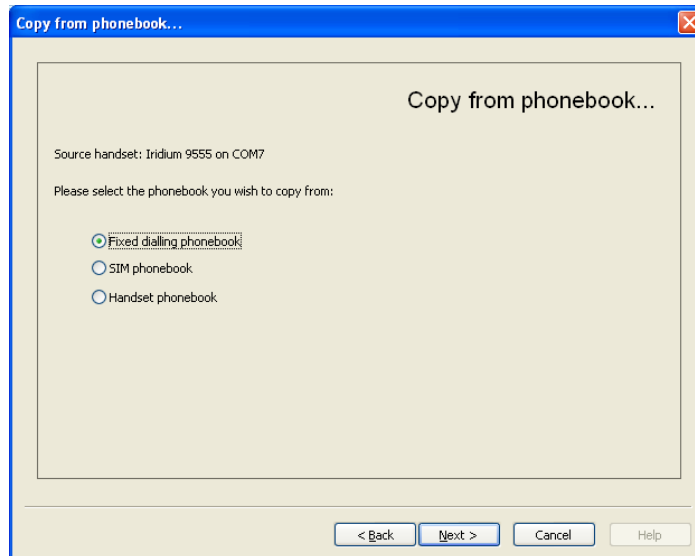 Copy from phonebook...
Copy from phonebook...
Source handset: Iridium 9555 on COM7
Please select the phonebook you wish to copy from:
Fixed dialling phonebook
SIM phonebook
Handset phonebook
< Back Next > Cancel Help